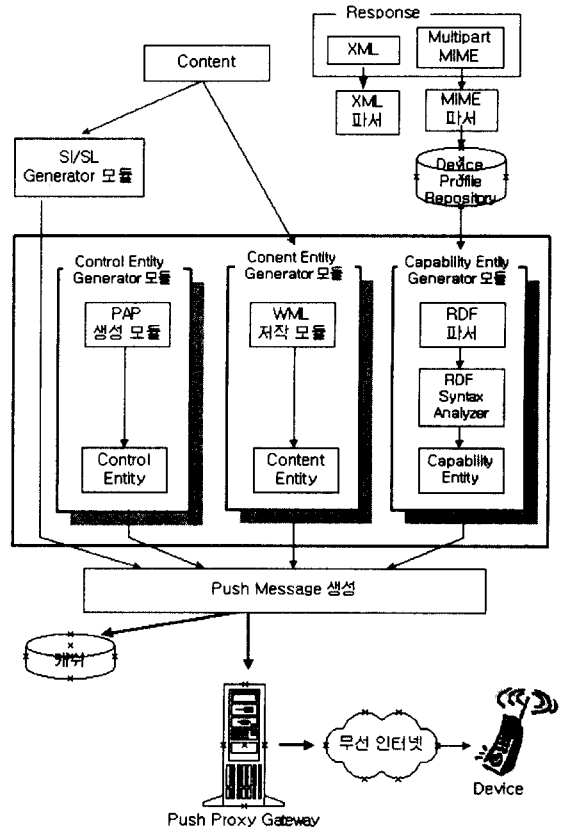 Response
XML
Multipart
MIME
Content
XML
파서
MIME
파서
SI/SL
Generator 모듈
Device
Profile
Repository
Control Entity
Generator 모듈
Conent Entity
Generator 모듈
Capability Entity
Generator 모듈
PAP
생성 모듈
WML
저작 모듈
RDF
파서
RDF
Syntax
Analyzer
Control
Entity
Content
Entity
Capability
Entity
Push Message 생성
캐쉬
무선 인터넷
Device
Push Proxy Gateway